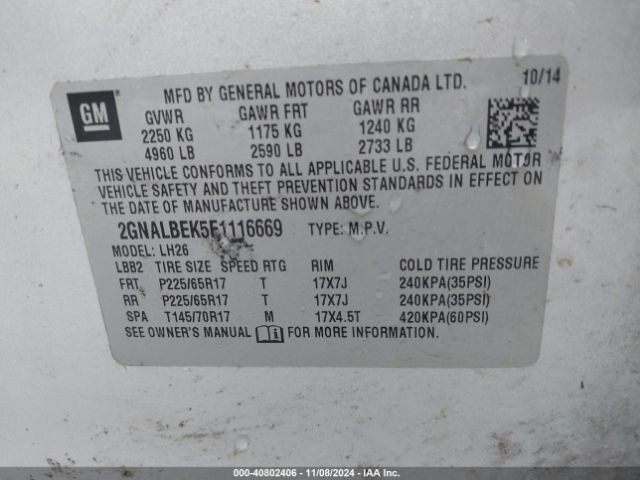 GM
MFD BY GENERAL MOTORS OF CANADA LTD. 10/14
GVWR GAWR FRT GAWR RR
2250 KG 1175 KG 1240 KG
4960 LB 2590 LB 2733 LB
THIS VEHICLE CONFORMS TO ALL APPLICABLE U.S. FEDERAL MOTOR
VEHICLE SAFETY AND THEFT PREVENTION STANDARDS IN EFFECT ON
THE DATE OF MANUFACTURE SHOWN ABOVE.
2GNALBEK5F1116669 TYPE: M.P.V.
MODEL: LH26
LBB2 TIRE SIZE SPEED RTG RIM COLD TIRE PRESSURE
FRT P225/65R17 T 17X7J 240KPA(35PSI)
RR P225/65R17 T 17X7J 240KPA(35PSI)
SPA T145/70R17 M 17X4.5T 420KPA(60PSI)
SEE OWNER'S MANUAL FOR MORE INFORMATION.
000-40802406 - 11/08/2024 - IAA Inc.